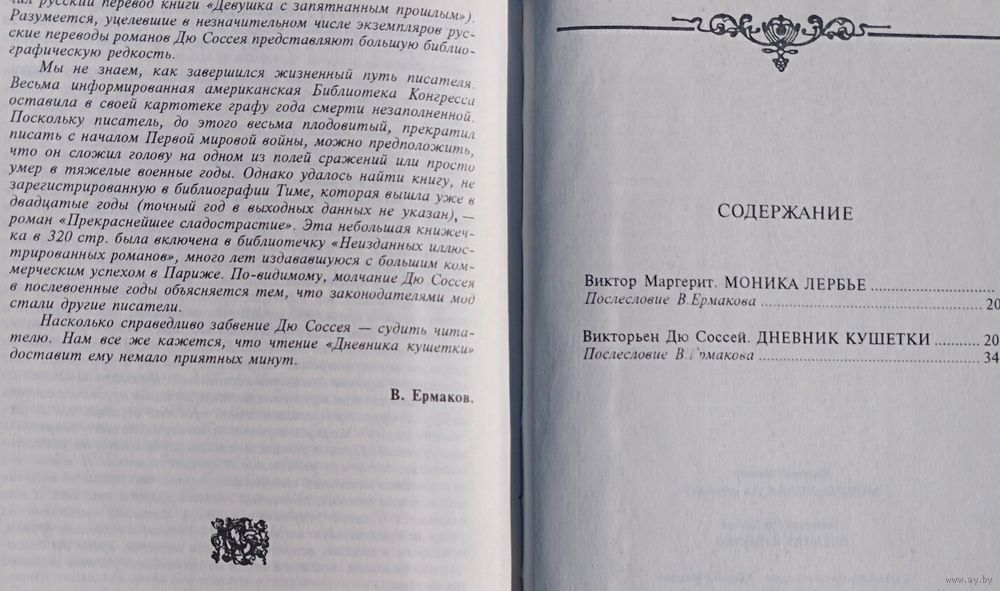 русский перевод книги «Девушка с запятнанным прошлым»).
Разумеется, уцелевшие в незначительном числе экземпляров рус-
ские переводы романов Дю Соссея представляют большую библио-
графическую редкость.
Мы не знаем, как завершился жизненный путь писателя.
Весьма информированная американская Библиотека Конгресса
оставила в своей картотеке графу года смерти незаполненной.
Поскольку писатель, до этого весьма плодовитый, прекратил
писать с началом Первой мировой войны, можно предположить,
что он сложил голову на одном из полей сражений или просто
умер в тяжелые военные годы. Однако удалось найти книгу, не
зарегистрированную в библиографии Тиме, которая вышла уже в
двадцатые годы (точный год в выходных данных не указан), —
роман «Прекраснейшее сладострастие». Эта небольшая книжеч-
ка в 320 стр. была включена в библиотечку «Неизданных иллюс-
трированных романов», много лет издававшуюся с большим ком-
мерческим успехом в Париже. По-видимому, молчание Дю Соссея
в послевоенные годы объясняется тем, что законодателями мод
стали другие писатели.
Насколько справедливо забвение Дю Соссея — судить чита-
телю. Нам все же кажется, что чтение «Дневника кушетки»
доставит ему немало приятных минут.
В. Ермаков.
СОДЕРЖАНИЕ
Виктор Маргерит. МОНИКА ЛЕРБЬЕ
Послесловие В.Ермакова 20
Викторьен Дю Соссей. ДНЕВНИК КУШЕТКИ 20
Послесловие В.Ермакова 34
www.ay.by